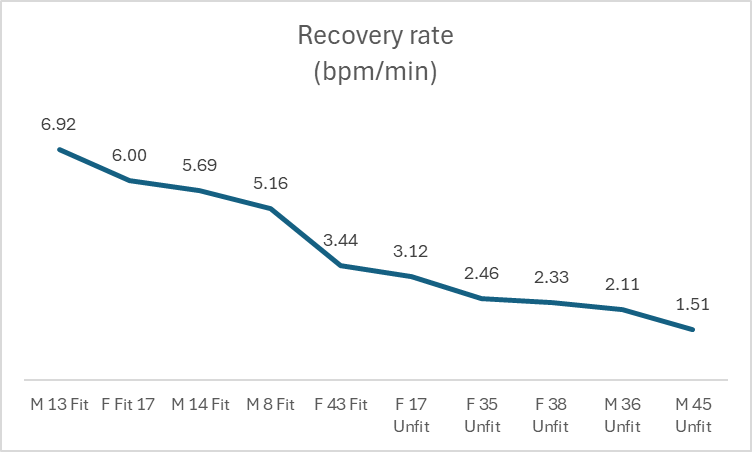 Recovery rate
(bpm/min)
6.92
6.00
5.69
5.16
3.44
3.12
2.46
2.33
2.11
1.51
M 13 Fit
F Fit 17
M 14 Fit
M 8 Fit
F 43 Fit
F 17
Unfit
F 35
Unfit
F 38
Unfit
M 36
Unfit
M 45
Unfit